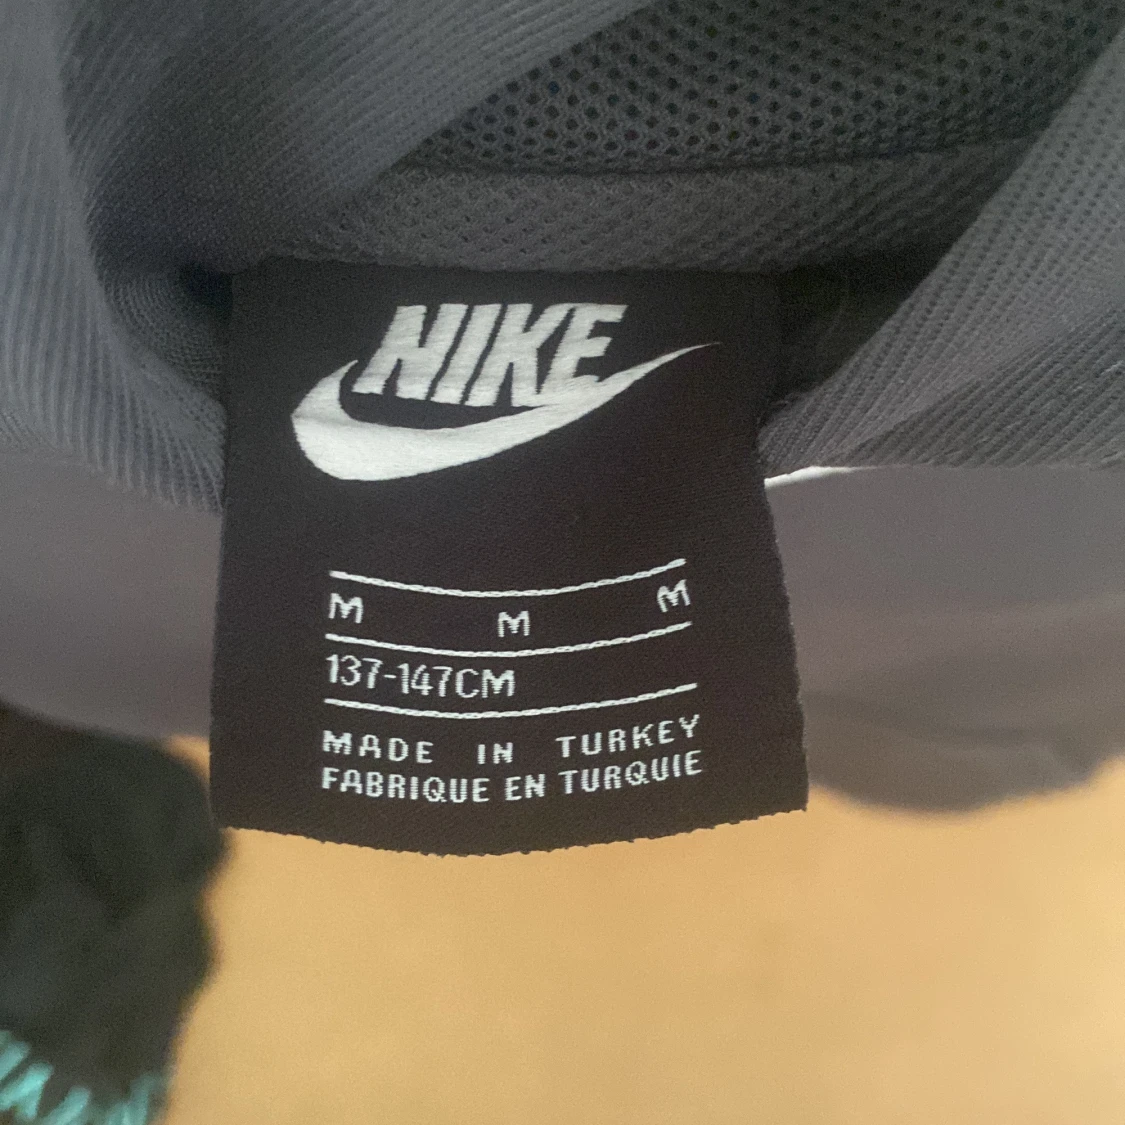 NIKE
M M M
137-147CM
MADE IN TURKEY
FABRIQUE EN TURQUIE